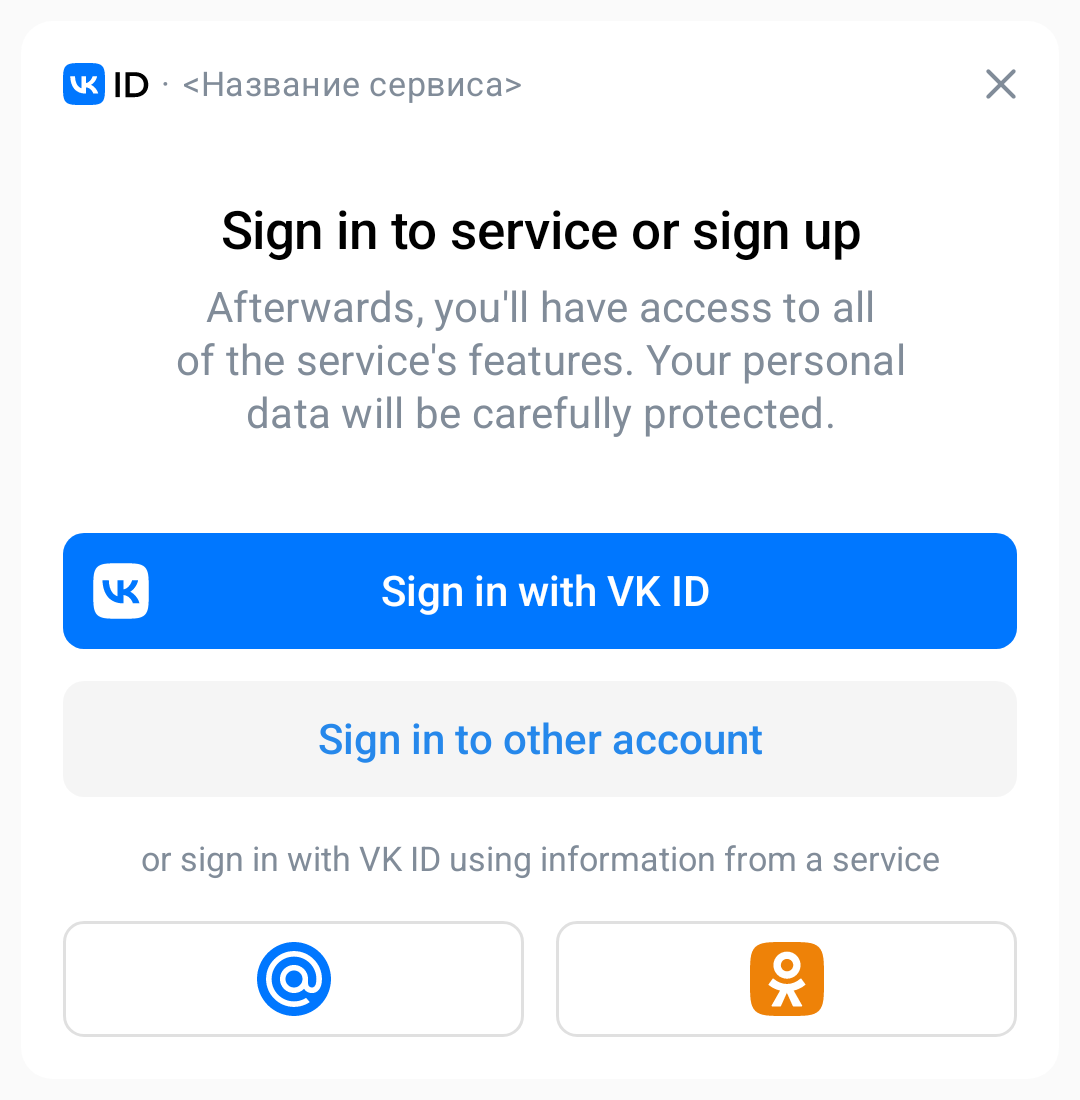 VK ID · <Название сервиса>
Sign in to service or sign up
Afterwards, you'll have access to all
of the service's features. Your personal
data will be carefully protected.
VK Sign in with VK ID
Sign in to other account
or sign in with VK ID using information from a service
@